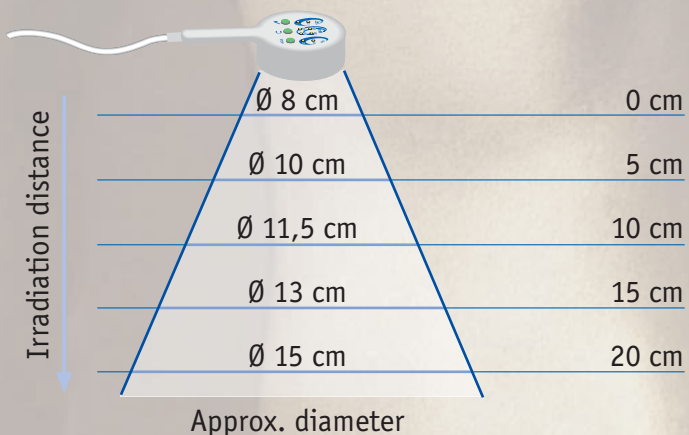 Ø 8 cm 0 cm
Ø 10 cm 5 cm
Ø 11,5 cm 10 cm
Ø 13 cm 15 cm
Ø 15 cm 20 cm
Irradiation distance
Approx. diameter